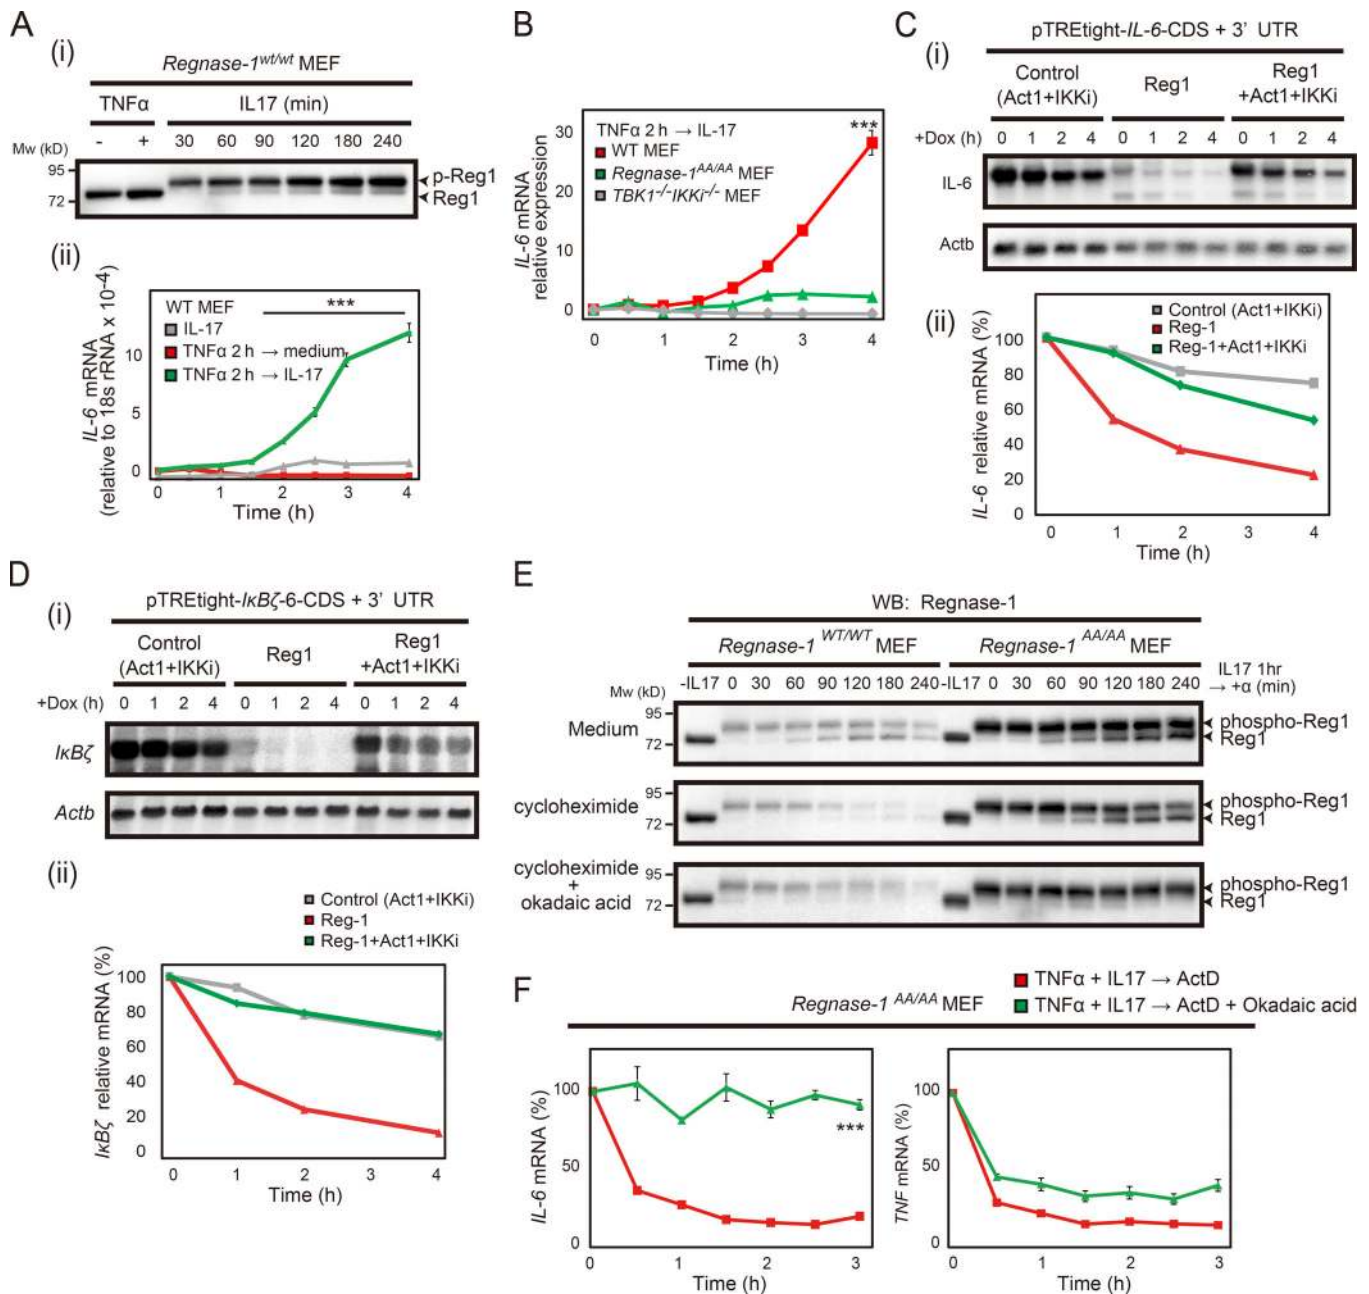 A
(i)
Regnase-1wt/wt MEF
TNFα IL17 (min)
Mw (kD) - + 30 60 90 120 180 240
95
72
p-Reg1
Reg1
(ii)
IL-6 mRNA
(relative to 18s rRNA x 10-4)
WT MEF
IL-17
TNFα 2 h → medium
TNFα 2 h → IL-17
***
10
5
0
0 1 2 3 4
Time (h)
B
IL-6 mRNA
relative expression
TNFα 2 h → IL-17
WT MEF
Regnase-1AA/AA MEF
TBK1-/-IKKi-/- MEF
***
30
20
10
0
0 1 2 3 4
Time (h)
C
pTREtight-IL-6-CDS + 3' UTR
(i)
Control
(Act1+IKKi)
Reg1
Reg1
+Act1+IKKi
+Dox (h) 0 1 2 4 0 1 2 4 0 1 2 4
IL-6
Actb
(ii)
Control (Act1+IKKi)
Reg-1
Reg-1+Act1+IKKi
IL-6 relative mRNA (%)
100
80
60
40
20
0
0 1 2 3 4
Time (h)
D
pTREtight-IκBζ-6-CDS + 3' UTR
(i)
Control
(Act1+IKKi)
Reg1
Reg1
+Act1+IKKi
+Dox (h) 0 1 2 4 0 1 2 4 0 1 2 4
IκBζ
Actb
(ii)
Control (Act1+IKKi)
Reg-1
Reg-1+Act1+IKKi
IκBζ relative mRNA (%)
100
80
60
40
20
0
0 1 2 3 4
Time (h)
E
WB: Regnase-1
Regnase-1 WT/WT MEF Regnase-1 AA/AA MEF
Mw (kD) -IL17 0 30 60 90 120 180 240 -IL17 0 30 60 90 120 180 240
IL17 1hr
→ +α (min)
Medium
95
72
phospho-Reg1
Reg1
cycloheximide
95
72
phospho-Reg1
Reg1
cycloheximide
+
okadaic acid
95
72
phospho-Reg1
Reg1
F
Regnase-1 AA/AA MEF
TNFα + IL17 → ActD
TNFα + IL17 → ActD + Okadaic acid
IL-6 mRNA (%)
100
50
0
***
0 1 2 3
Time (h)
TNF mRNA (%)
100
50
0
0 1 2 3
Time (h)